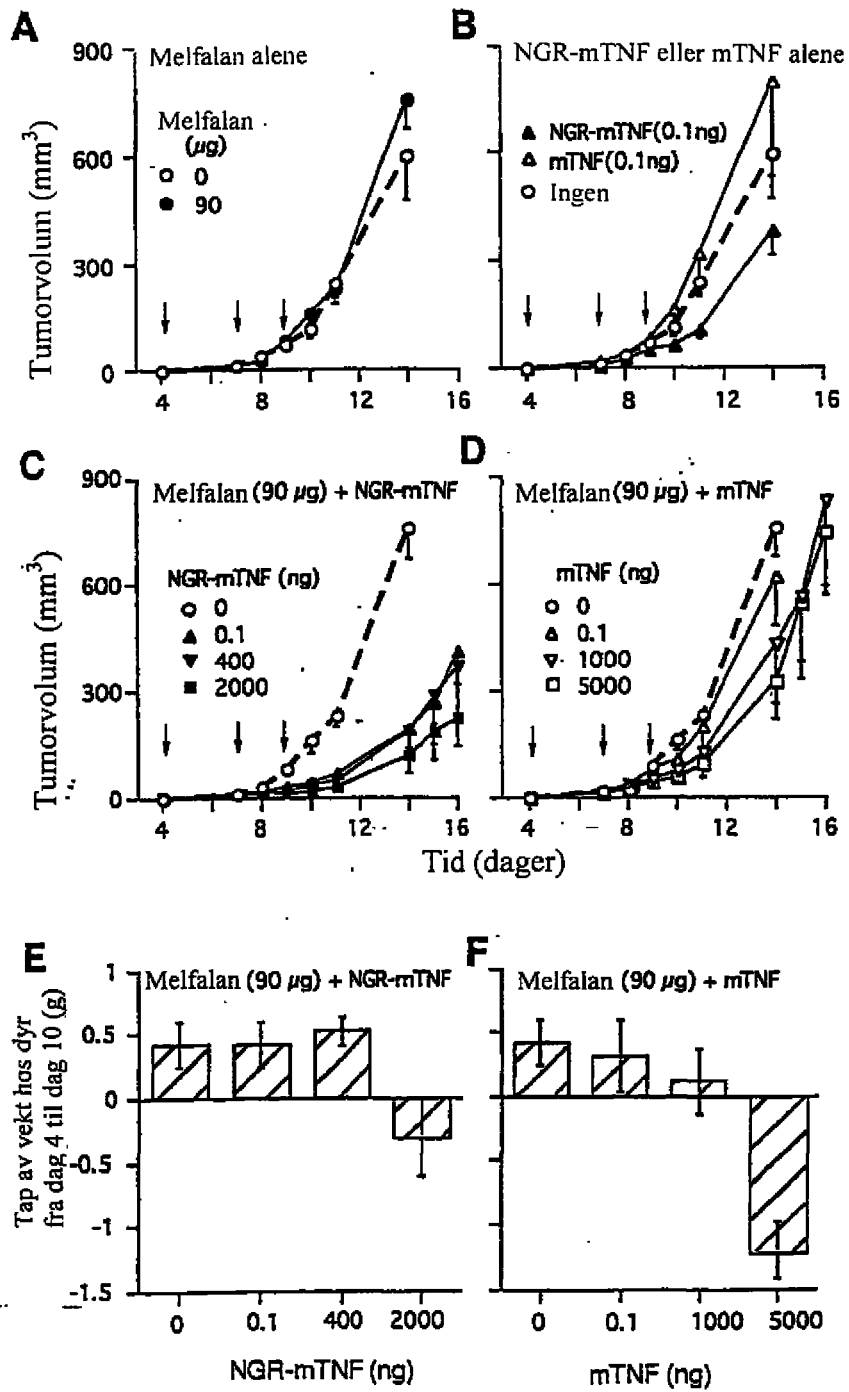 A
Melfalan alene
Melfalan
(µg)
0
90
Tumorvolum (mm³)
900
600
300
0
4
8
12
16
B
NGR-mTNF eller mTNF alene
NGR-mTNF(0.1ng)
mTNF(0.1ng)
Ingen
4
8
12
16
C
Melfalan (90 µg) + NGR-mTNF
NGR-mTNF (ng)
0
0.1
400
2000
Tumorvolum (mm³)
900
600
300
0
4
8
12
16
D
Melfalan (90 µg) + mTNF
mTNF (ng)
0
0.1
1000
5000
4
8
12
16
Tid (dager)
E
Melfalan (90 µg) + NGR-mTNF
Tap av vekt hos dyr
fra dag 4 til dag 10 (g)
1
0.5
0
-0.5
-1
-1.5
0
0.1
400
2000
NGR-mTNF (ng)
F
Melfalan (90 µg) + mTNF
0
0.1
1000
5000
mTNF (ng)